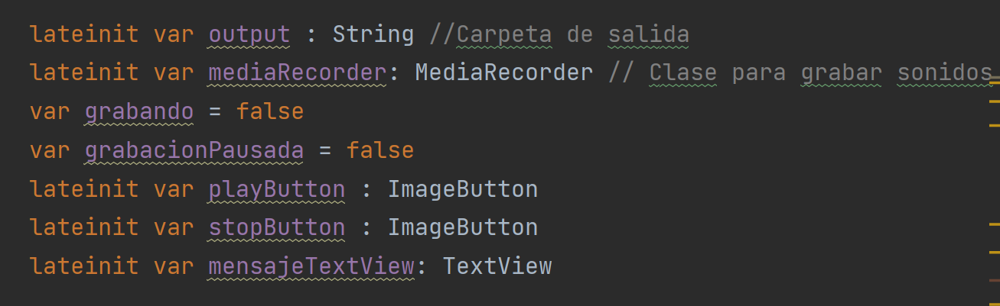 lateinit var output : String //Carpeta de salida
lateinit var mediaRecorder: MediaRecorder // Clase para grabar sonidos
var grabando = false
var grabacionPausada = false
lateinit var playButton : ImageButton
lateinit var stopButton : ImageButton
lateinit var mensajeTextView: TextView